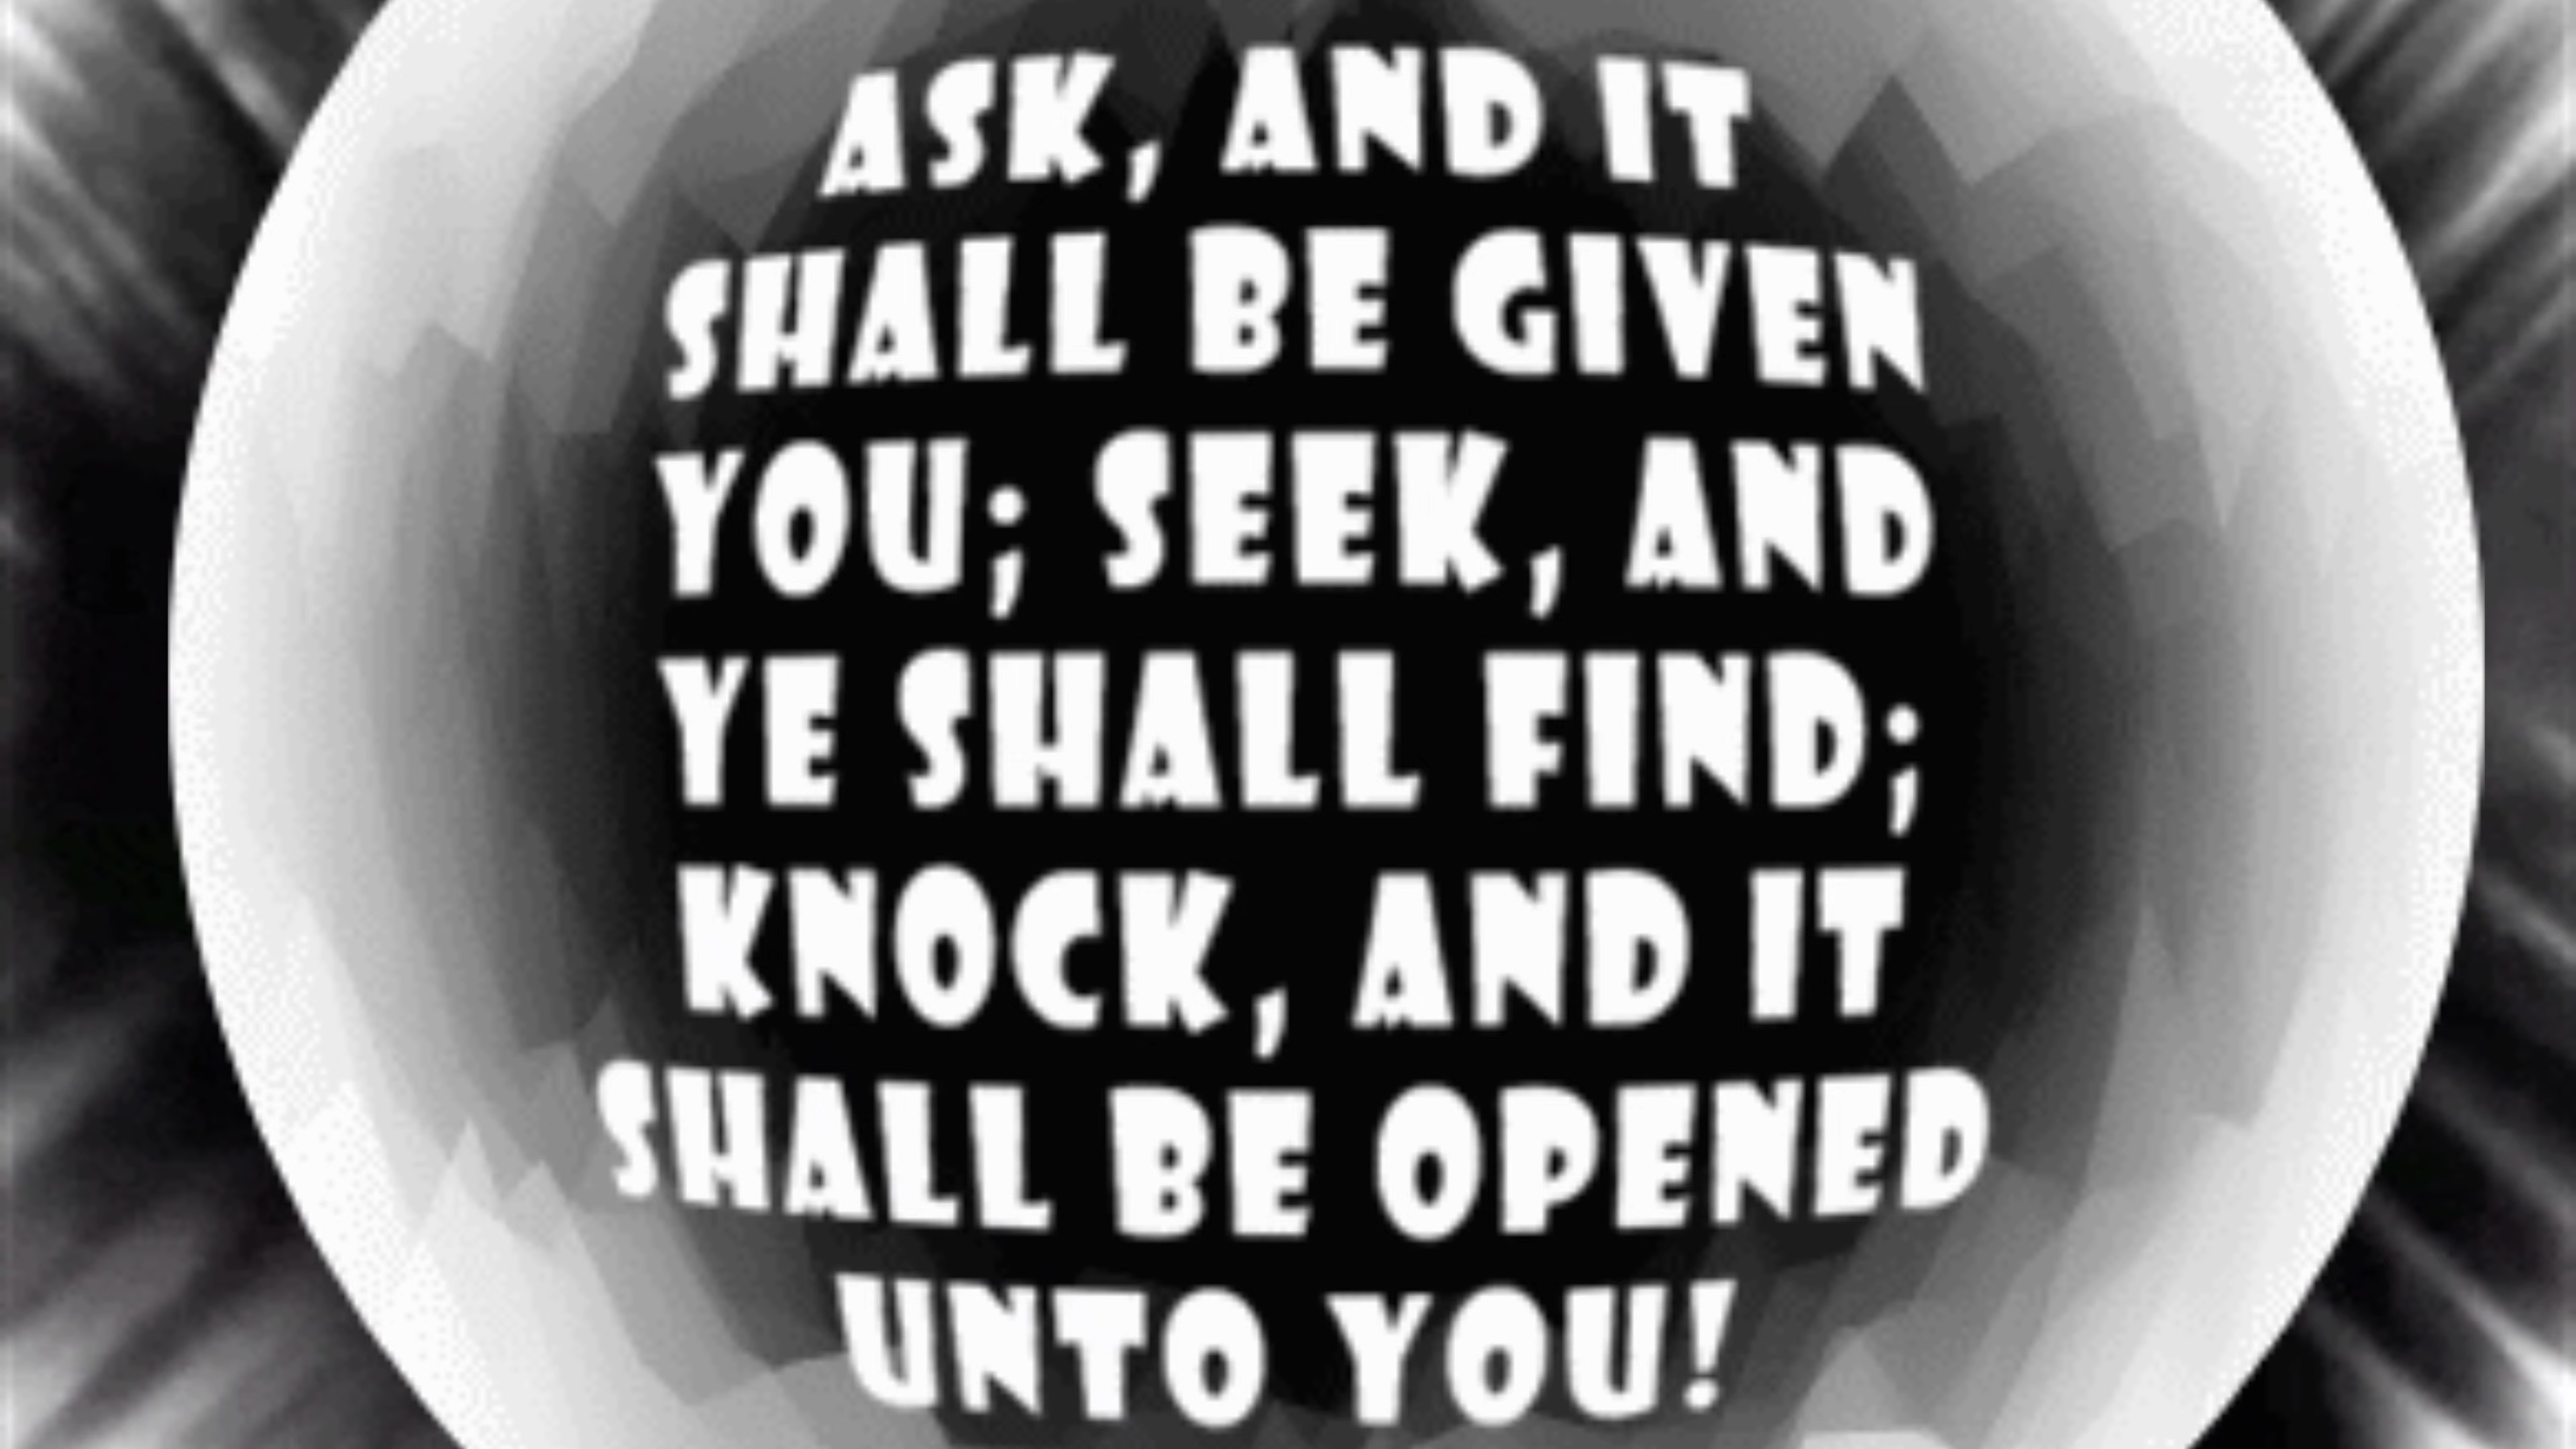 ASK, AND IT
SHALL BE GIVEN
YOU; SEEK, AND
YE SHALL FIND;
KNOCK, AND IT
SHALL BE OPENED
UNTO YOU!